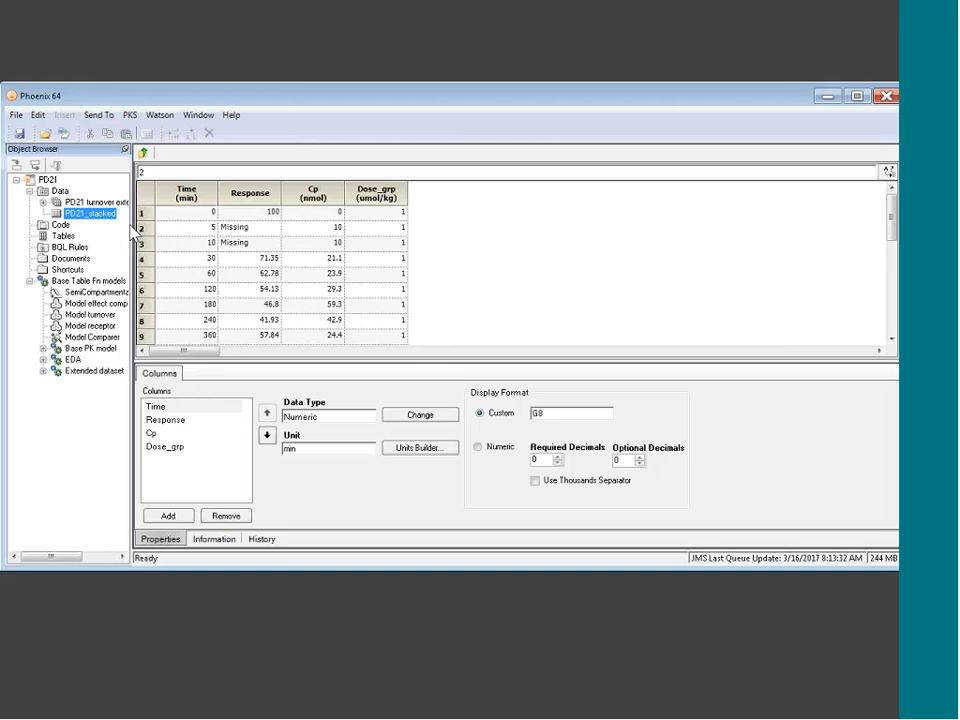 Phoenix 64
File Edit Insert Send To PKS Watson Window Help
Object Browser
PD21
Data
PD21 turnover exte
PD21_stacked
Code
Tables
BQL Rules
Documents
Shortcuts
Base Table Fn models
SemiCompartmenta
Model effect comp
Model turnover
Model receptor
Model Comparer
Base PK model
EDA
Extended dataset
2
Time (min) Response Cp (nmol) Dose_grp (umol/kg)
1 0 100 0 1
2 5 Missing 10 1
3 10 Missing 10 1
4 30 71.35 21.1 1
5 60 62.78 23.9 1
6 120 54.13 29.3 1
7 180 46.8 59.3 1
8 240 41.93 42.9 1
9 360 57.84 24.4 1
Columns
Columns
Time
Response
Cp
Dose_grp
Add Remove
Data Type
Numeric Change
Unit
min Units Builder...
Display Format
Custom G8
Numeric Required Decimals Optional Decimals
0 0
Use Thousands Separator
Properties Information History
Ready JMS Last Queue Update: 3/16/2017 8:13:32 AM 244 MB